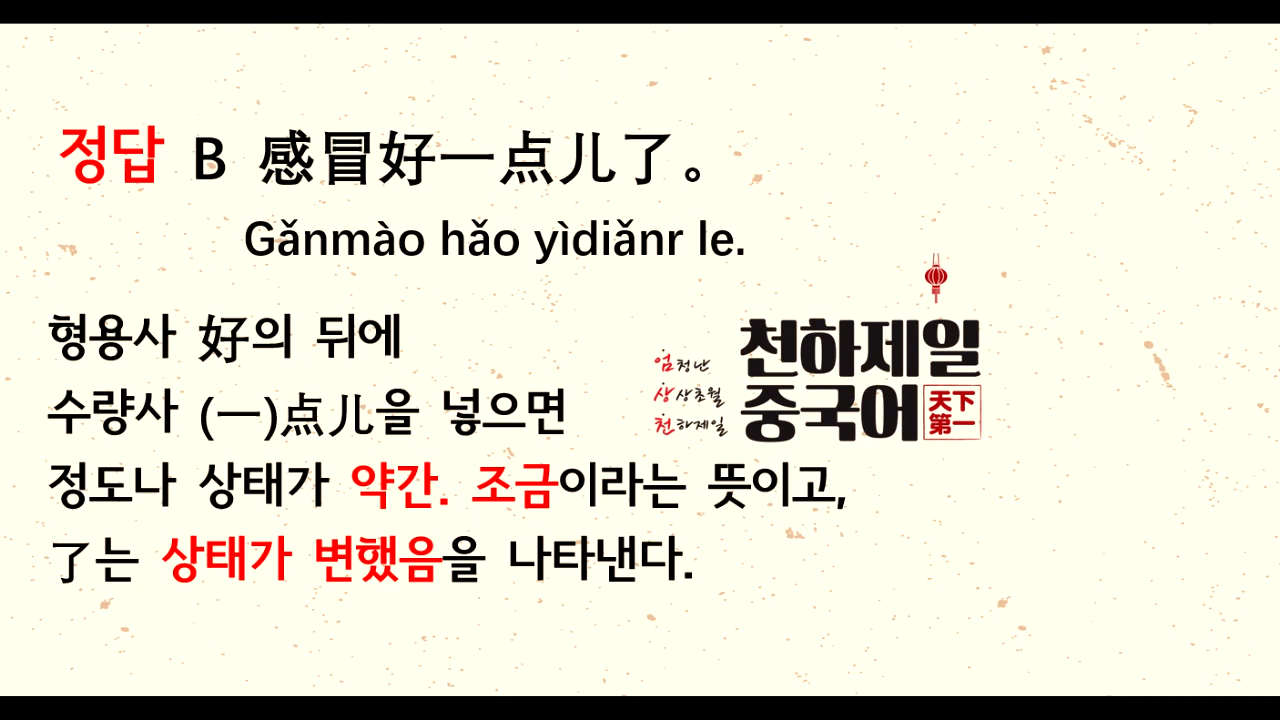 정답 B 感冒好一点儿了。
Gǎnmào hǎo yìdiǎnr le.
형용사 好의 뒤에
수량사 (一)点儿을 넣으면
정도나 상태가 약간. 조금이라는 뜻이고,
了는 상태가 변했음을 나타낸다.
엄청난
상상초월
천하제일
천하제일
중국어
天下
第一